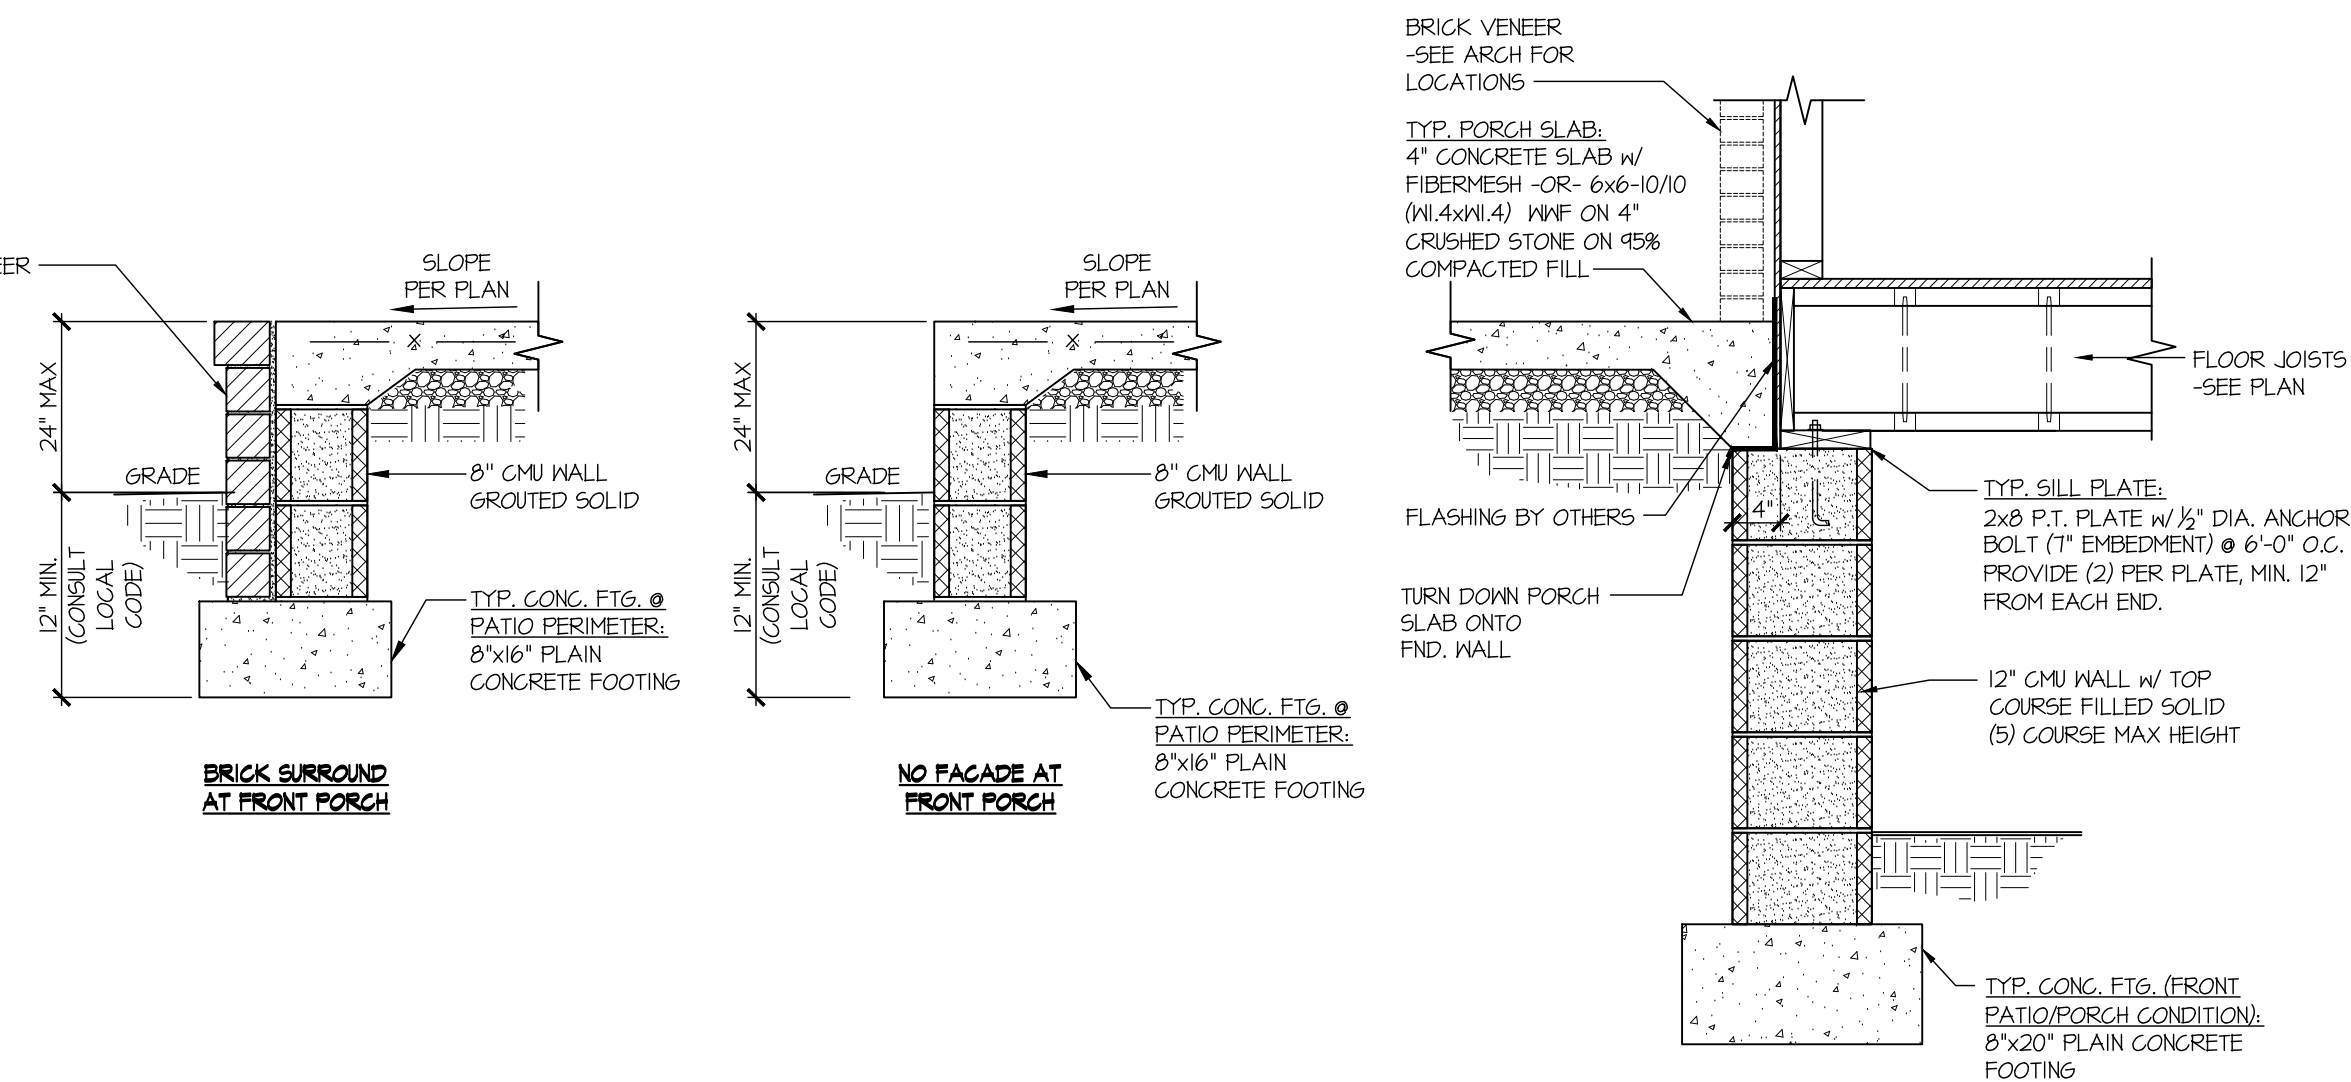 SLOPE
PER PLAN
24" MAX
GRADE
12" MIN.
(CONSULT
LOCAL
CODE)
8" CMU WALL
GROUTED SOLID
TYP. CONC. FTG. @
PATIO PERIMETER:
8"x16" PLAIN
CONCRETE FOOTING
BRICK SURROUND
AT FRONT PORCH
SLOPE
PER PLAN
24" MAX
GRADE
12" MIN.
(CONSULT
LOCAL
CODE)
8" CMU WALL
GROUTED SOLID
TYP. CONC. FTG. @
PATIO PERIMETER:
8"x16" PLAIN
CONCRETE FOOTING
NO FACADE AT
FRONT PORCH
BRICK VENEER
-SEE ARCH FOR
LOCATIONS
TYP. PORCH SLAB:
4" CONCRETE SLAB w/
FIBERMESH -OR- 6x6-10/10
(W1.4xW1.4) WWF ON 4"
CRUSHED STONE ON 95%
COMPACTED FILL
FLOOR JOISTS
-SEE PLAN
FLASHING BY OTHERS
4"
TYP. SILL PLATE:
2x8 P.T. PLATE w/ ½" DIA. ANCHOR
BOLT (7" EMBEDMENT) @ 6'-0" O.C.
PROVIDE (2) PER PLATE, MIN. 12"
FROM EACH END.
TURN DOWN PORCH
SLAB ONTO
FND. WALL
12" CMU WALL w/ TOP
COURSE FILLED SOLID
(5) COURSE MAX HEIGHT
TYP. CONC. FTG. (FRONT
PATIO/PORCH CONDITION):
8"x20" PLAIN CONCRETE
FOOTING